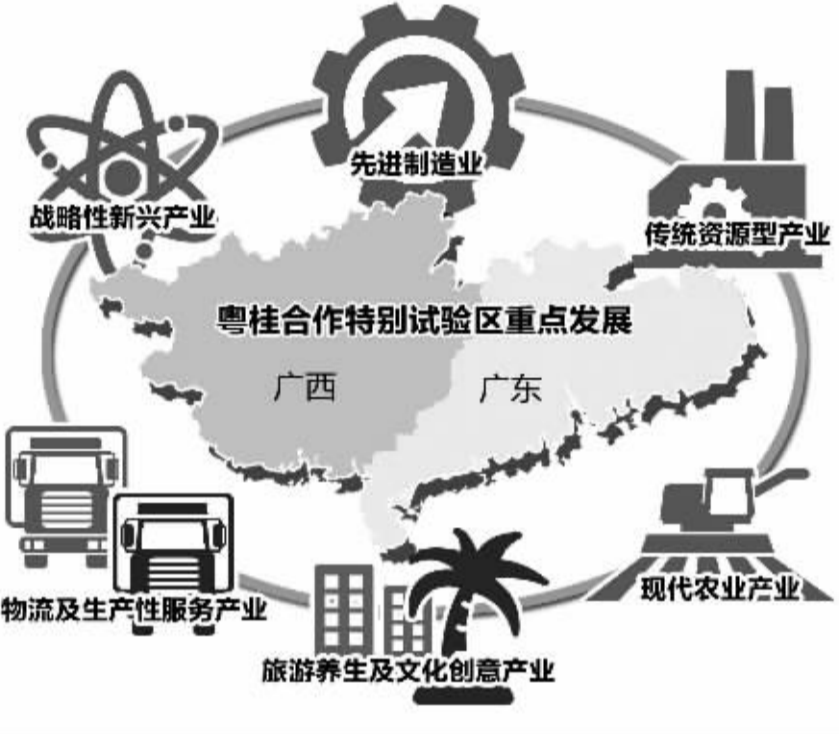 先进制造业
战略性新兴产业
传统资源型产业
粤桂合作特别试验区重点发展
广西
广东
物流及生产性服务产业
现代农业产业
旅游养生及文化创意产业